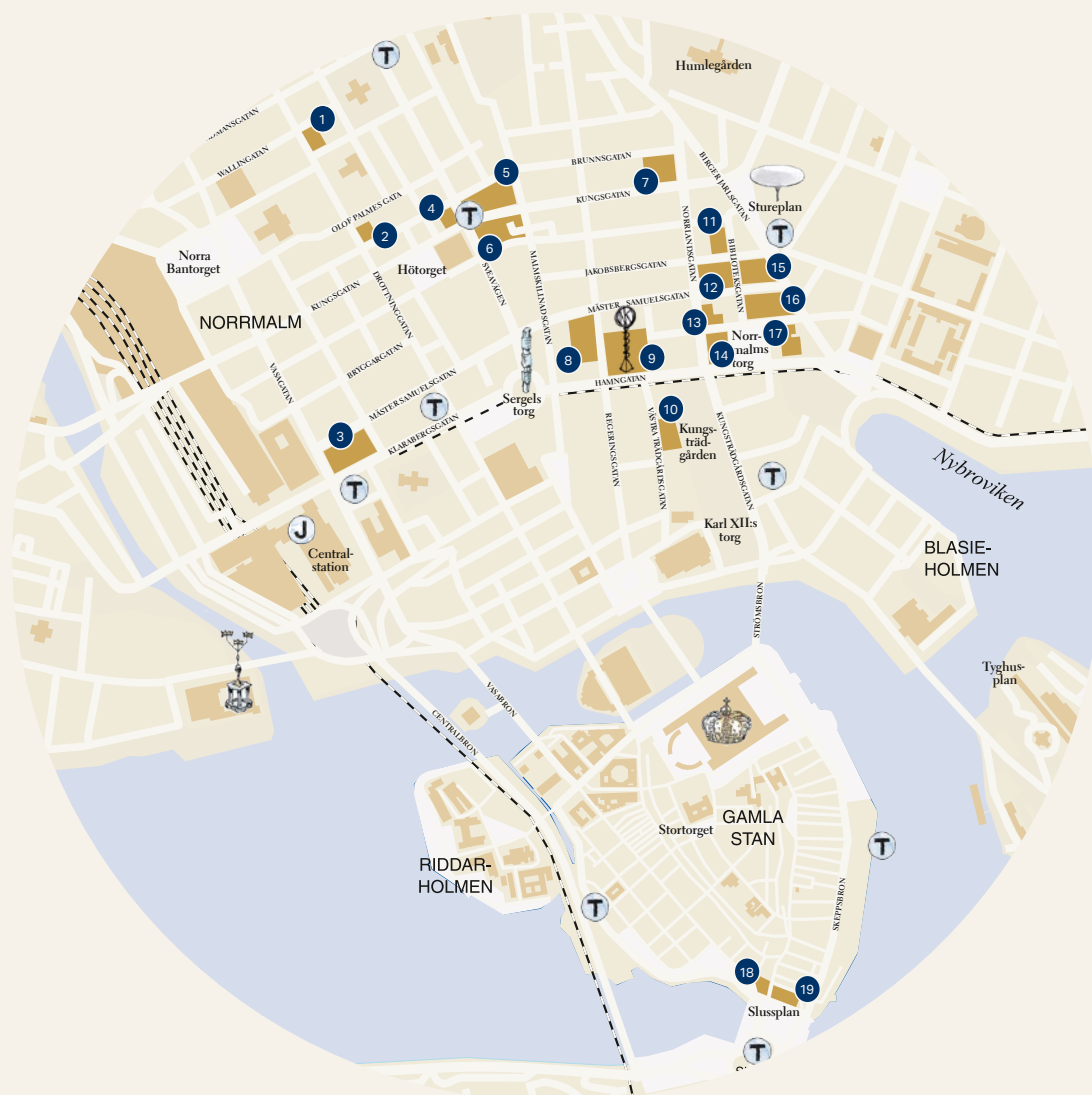 T
Humlegården
1
MANSGATAN
WALLINGATAN
5
BRUNNSGATAN
BIRGER JARLSGATAN
7
KUNGSGATAN
Stureplan
OLOF PALMES GATA
4
T
2
6
11
NORRLANDSGATAN
BIBLIOTEKSGATAN
T
Norra
Bantorget
Hötorget
JAKOBSBERGSGATAN
15
12
KUNGSGATAN
DROTTNINGGATAN
SVEAVÄGEN
MALMSKILLNADSGATAN
MÄSTER SAMUELSGATAN
16
NORRMALM
13
17
Norr-
malms
torg
14
8
9
BRYGGARGATAN
VASAGATAN
MÄSTER SAMUELSGATAN
HAMNGATAN
Sergels
torg
T
KLARABERGSGATAN
3
10
Kungs-
träd-
gården
REGERINGSGATAN
VÄSTRA TRÄDGÅRDSGATAN
KUNGSTRÄDGÅRDSGATAN
Nybroviken
T
T
J
Central-
station
Karl XII:s
torg
BLASIE-
HOLMEN
STRÖMSBRON
Tyghus-
plan
VASABRON
CENTRALBRON
GAMLA
STAN
Stortorget
T
RIDDAR-
HOLMEN
T
SKEPPSBRON
18
19
Slussplan
T